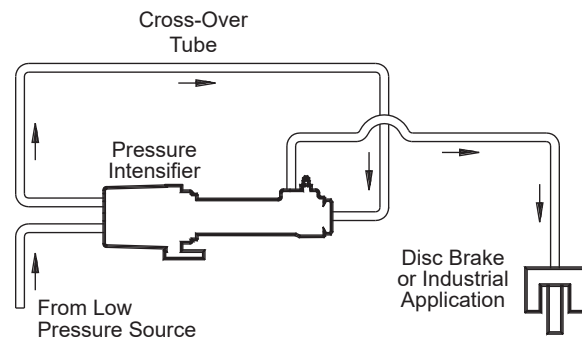 Cross-Over
Tube
Pressure
Intensifier
Disc Brake
or Industrial
Application
From Low
Pressure Source